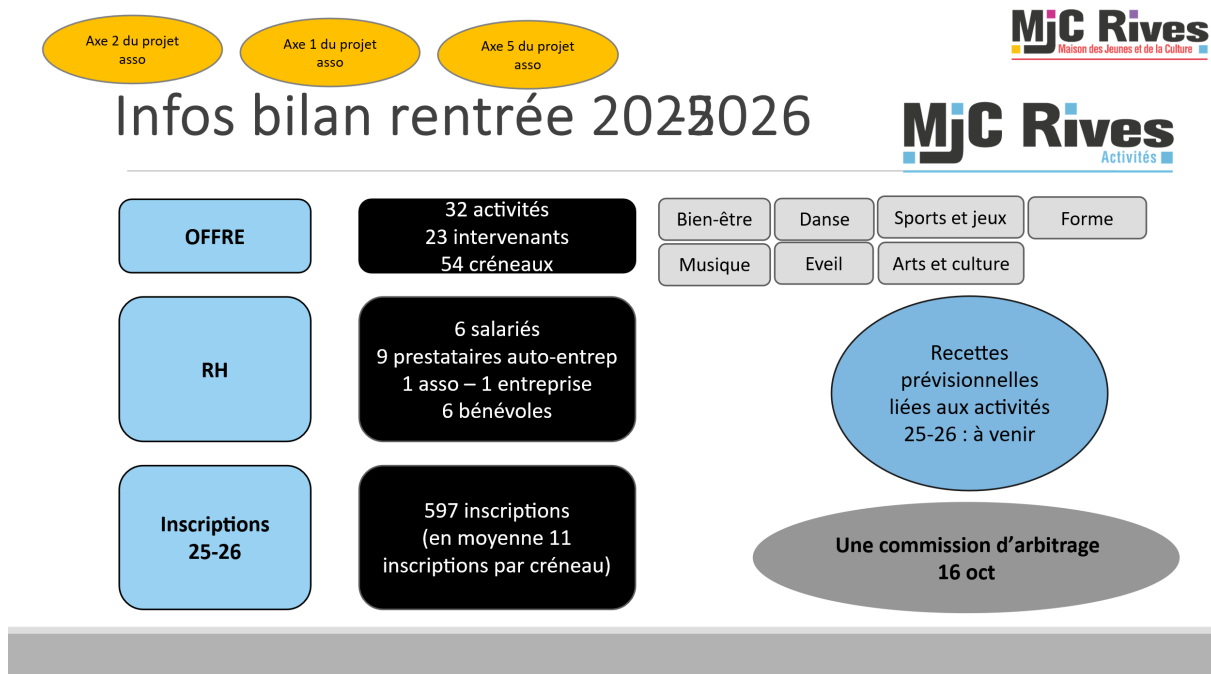 Axe 2 du projet
asso
Axe 1 du projet
asso
Axe 5 du projet
asso
MjC Rives
Maison des Jeunes et de la Culture
Infos bilan rentrée 2025-2026
MjC Rives
Activités
OFFRE
32 activités
23 intervenants
54 créneaux
Bien-être
Danse
Sports et jeux
Forme
Musique
Eveil
Arts et culture
RH
6 salariés
9 prestataires auto-entrep
1 asso – 1 entreprise
6 bénévoles
Recettes
prévisionnelles
liées aux activités
25-26 : à venir
Inscriptions
25-26
597 inscriptions
(en moyenne 11
inscriptions par créneau)
Une commission d’arbitrage
16 oct